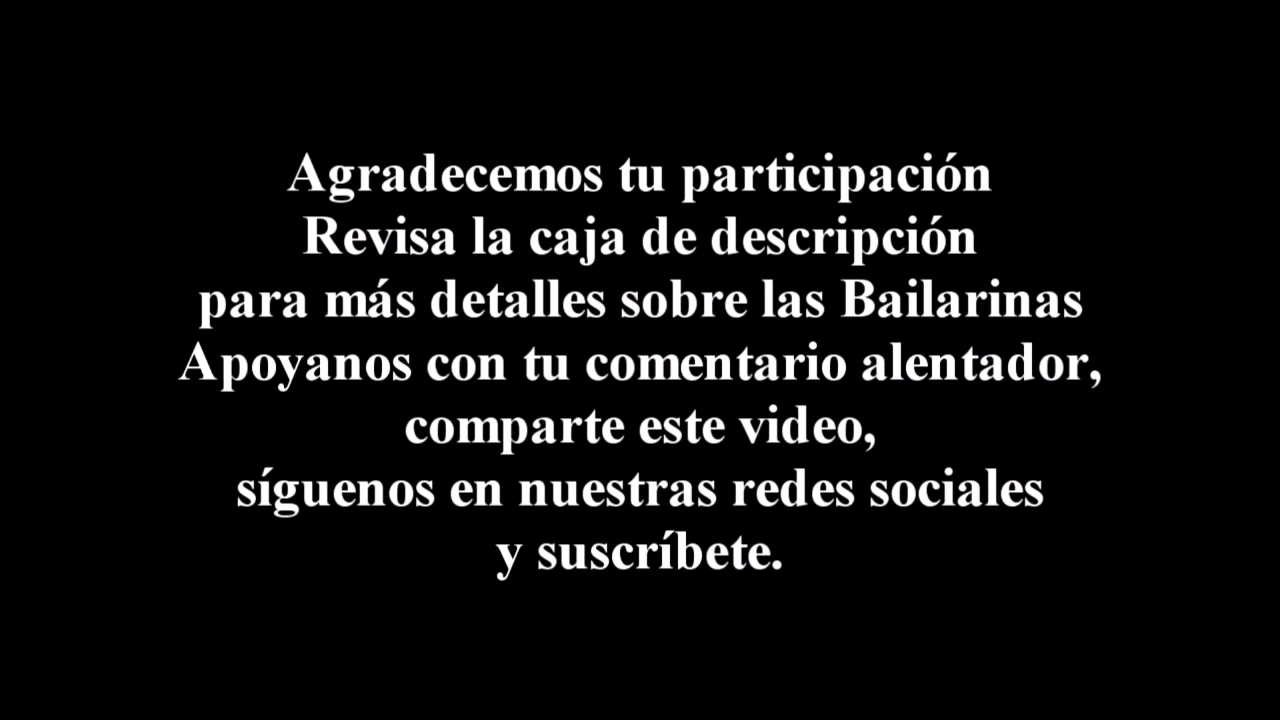 Agradecemos tu participación
Revisa la caja de descripción
para más detalles sobre las Bailarinas
Apoyanos con tu comentario alentador,
comparte este video,
síguenos en nuestras redes sociales
y suscríbete.